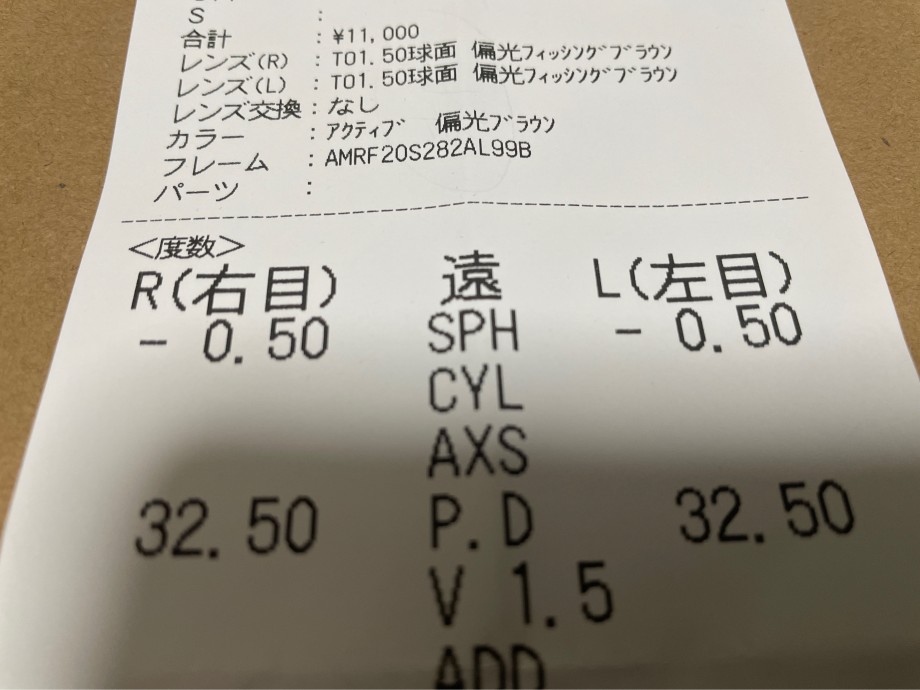 S :
合計 : ¥11,000
レンズ(R) : T01.50球面 偏光フィッシングブラウン
レンズ(L) : T01.50球面 偏光フィッシングブラウン
レンズ交換 : なし
カラー : アクティブ 偏光ブラウン
フレーム : AMRF20S282AL99B
パーツ :
<度数>
R(右目) 遠 L(左目)
- 0.50 SPH - 0.50
CYL
AXS
32.50 P.D 32.50
V 1.5
ADD